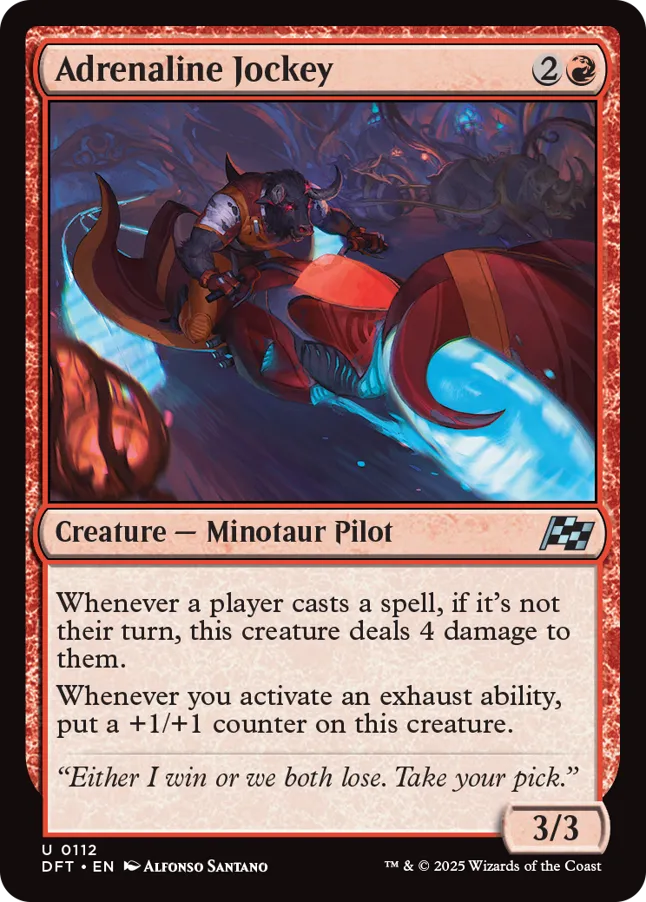 Adrenaline Jockey 2
Creature — Minotaur Pilot
Whenever a player casts a spell, if it's not
their turn, this creature deals 4 damage to
them.
Whenever you activate an exhaust ability,
put a +1/+1 counter on this creature.
“Either I win or we both lose. Take your pick.”
3/3
U 0112
DFT • EN Alfonso Santano
™ & © 2025 Wizards of the Coast